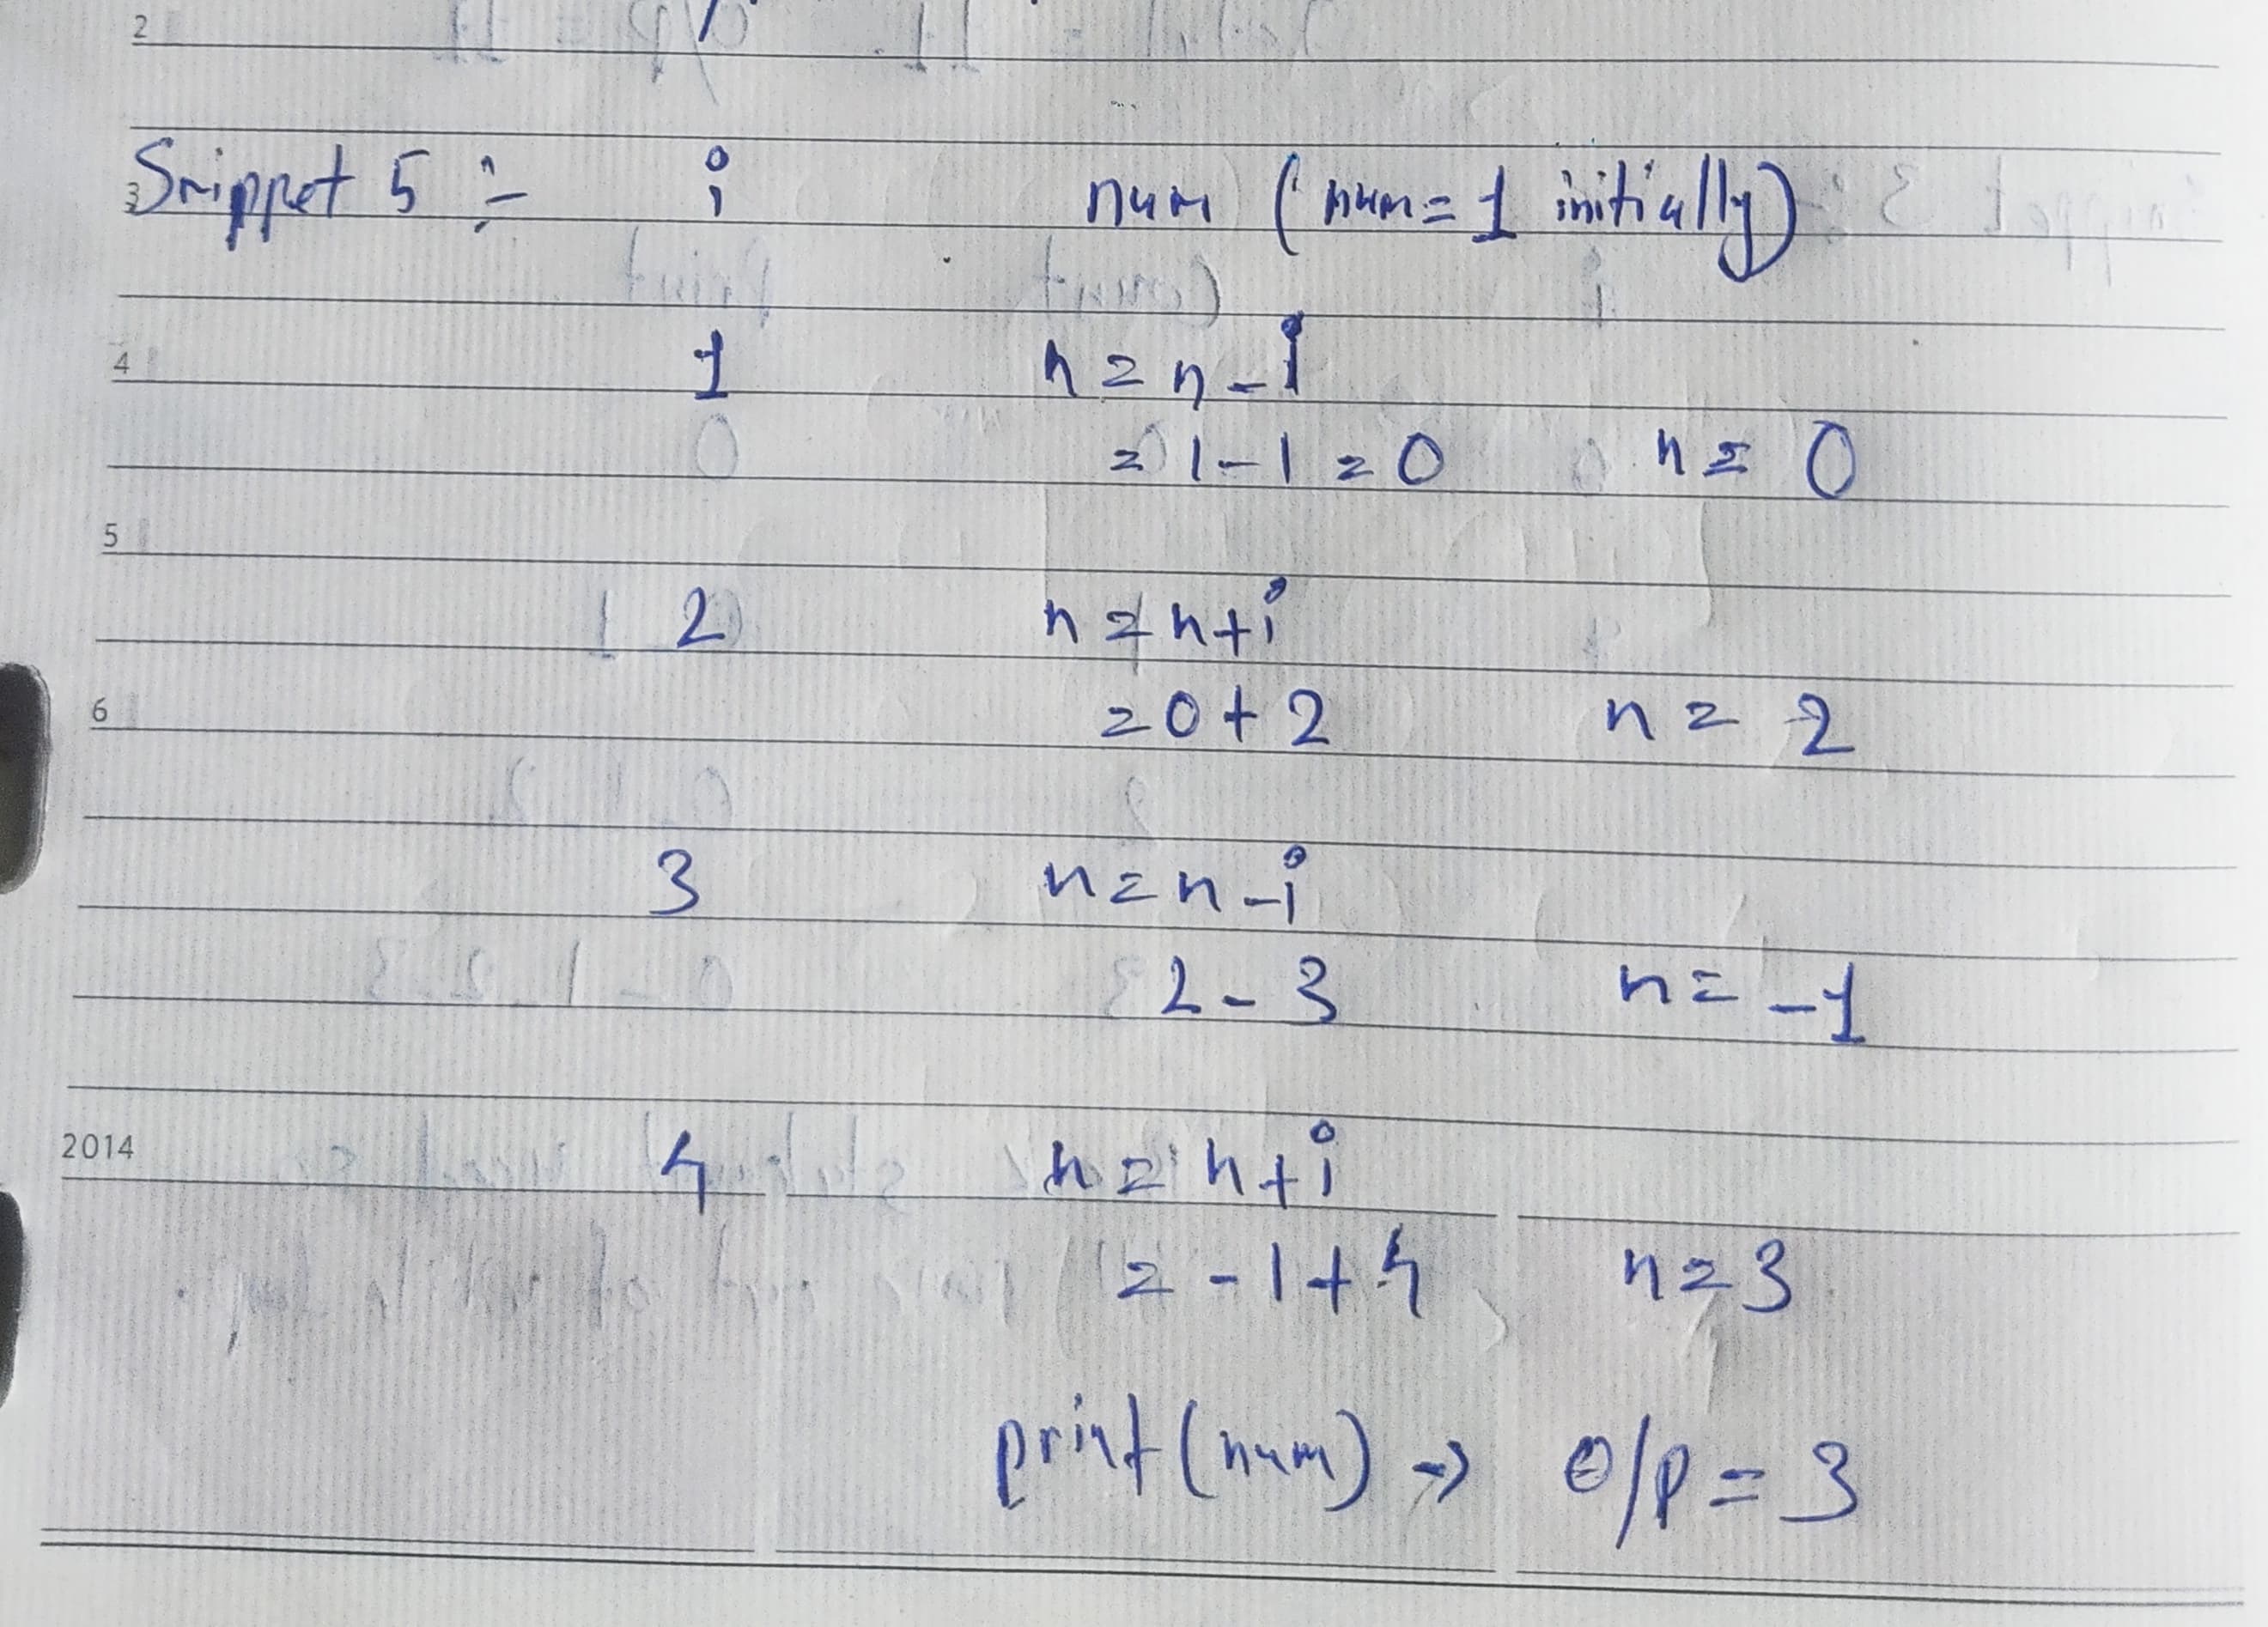 2
3
Snippet 5 :- i num (num=1 initially)
4
1 n = n - i
= 1 - 1 = 0 n = 0
5
2 n = n + i
6
= 0 + 2 n = 2
3 n = n - i
2 - 3 n = -1
2014
4 n = n + i
= -1 + 4 n = 3
print(num) → O/P = 3